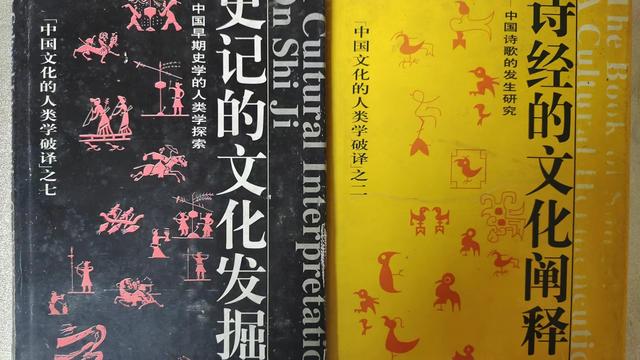 史记的文化发掘
中国早期史学的人类学探索
「中国文化的人类学破译」之七
Cultural Interpretatio
On Shi Ji
诗经的文化阐释
中国诗歌的发生研究
「中国文化的人类学破译」之二
The Book
A Cultural Hermeneutic